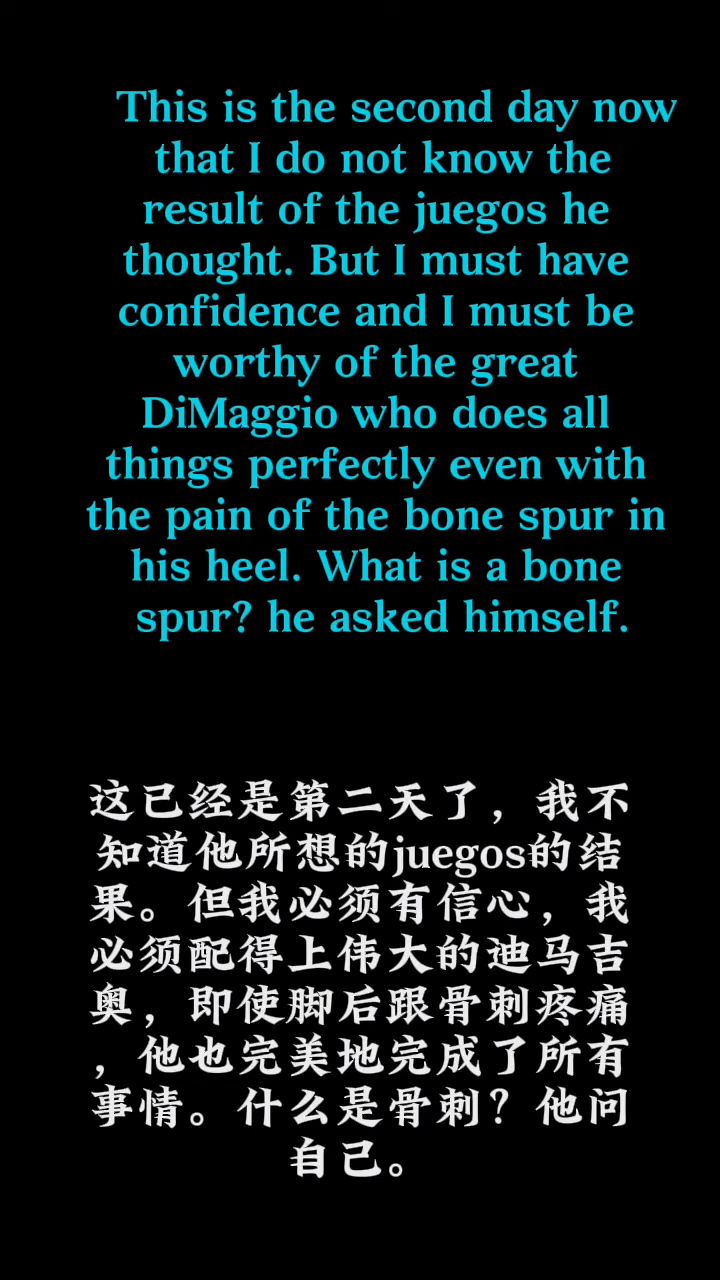 This is the second day now
that I do not know the
result of the juegos he
thought. But I must have
confidence and I must be
worthy of the great
DiMaggio who does all
things perfectly even with
the pain of the bone spur in
his heel. What is a bone
spur? he asked himself.
这已经是第二天了，我不
知道他所想的juegos的结
果。但我必须有信心，我
必须配得上伟大的迪马吉
奥，即使脚后跟骨刺疼痛
，他也完美地完成了所有
事情。什么是骨刺？他问
自己。